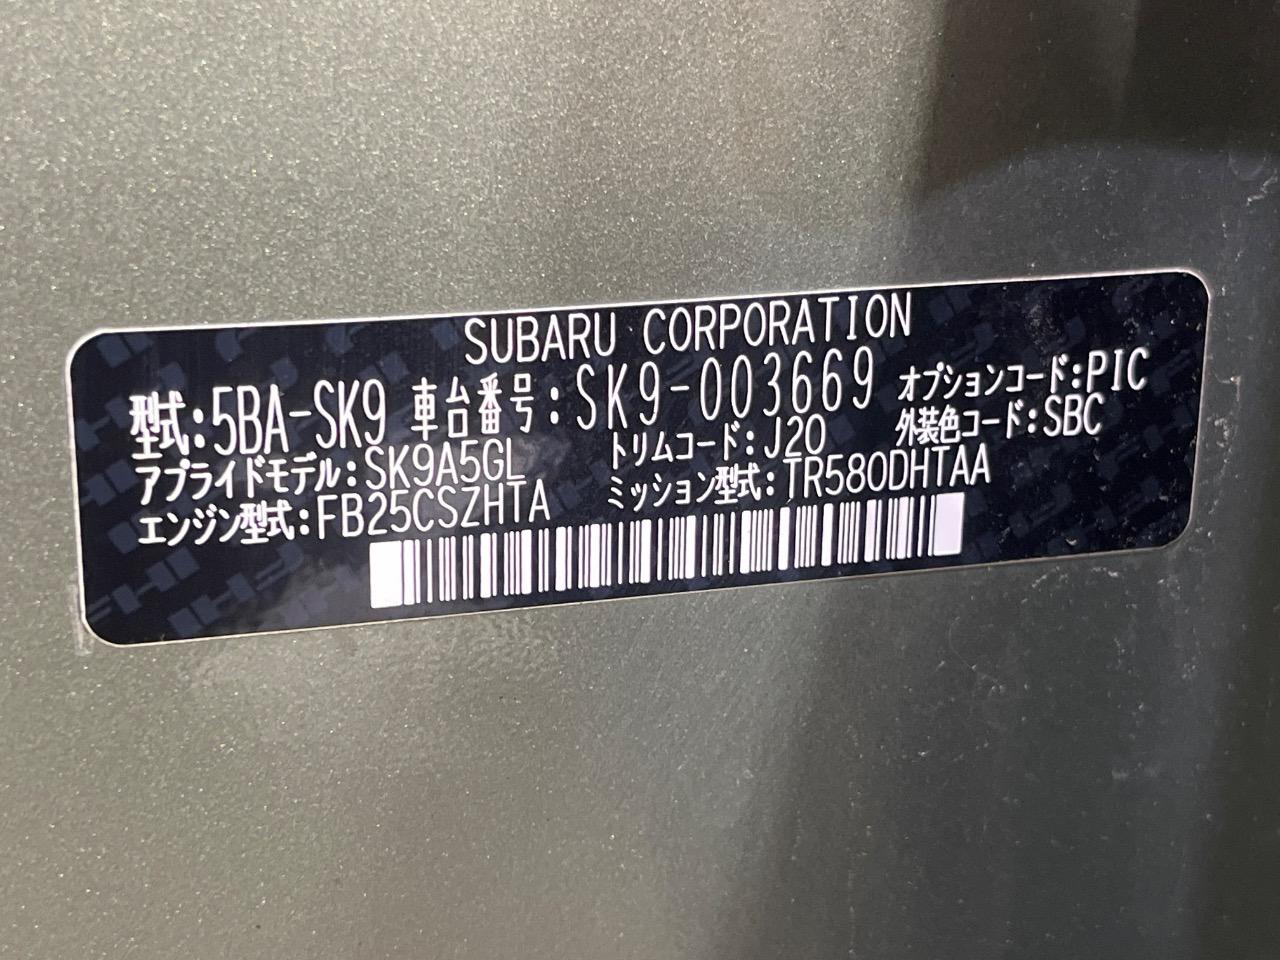 SUBARU CORPORATION
型式:5BA-SK9 車台番号:SK9-003669 オプションコード:PIC
アプライドモデル:SK9A5GL トリムコード:J20 外装色コード:SBC
エンジン型式:FB25CSZHTA ミッション型式:TR580DHTAA